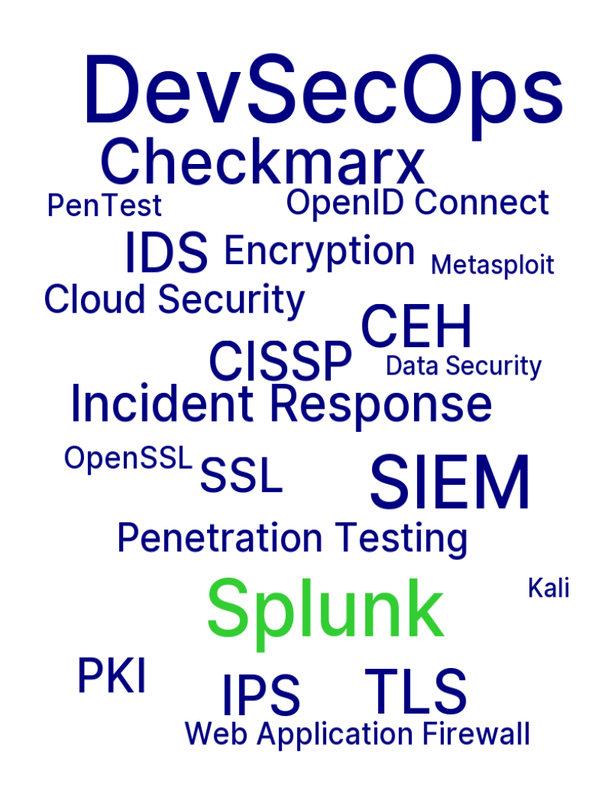 DevSecOps
Checkmarx
PenTest
OpenID Connect
IDS
Encryption
Metasploit
Cloud Security
CEH
CISSP
Data Security
Incident Response
OpenSSL
SSL
SIEM
Penetration Testing
Splunk
Kali
PKI
IPS
TLS
Web Application Firewall